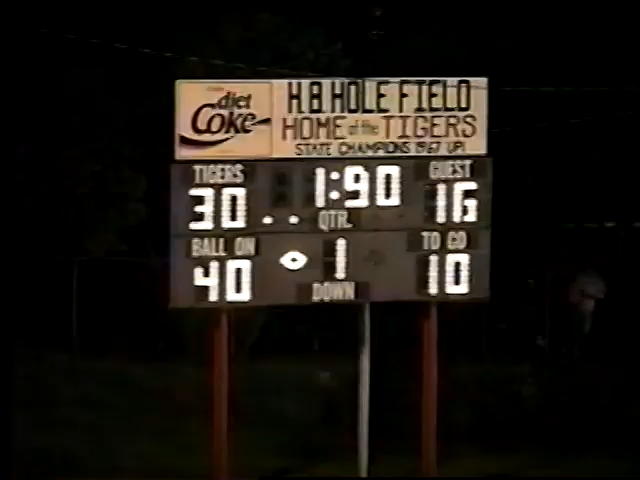 diet
Coke
H.B. HOLE FIELD
HOME of the TIGERS
STATE CHAMPIONS 1967 UPI
TIGERS 1:90 GUEST
30 QTR. 16
BALL ON 1 TO GO
40 DOWN 10